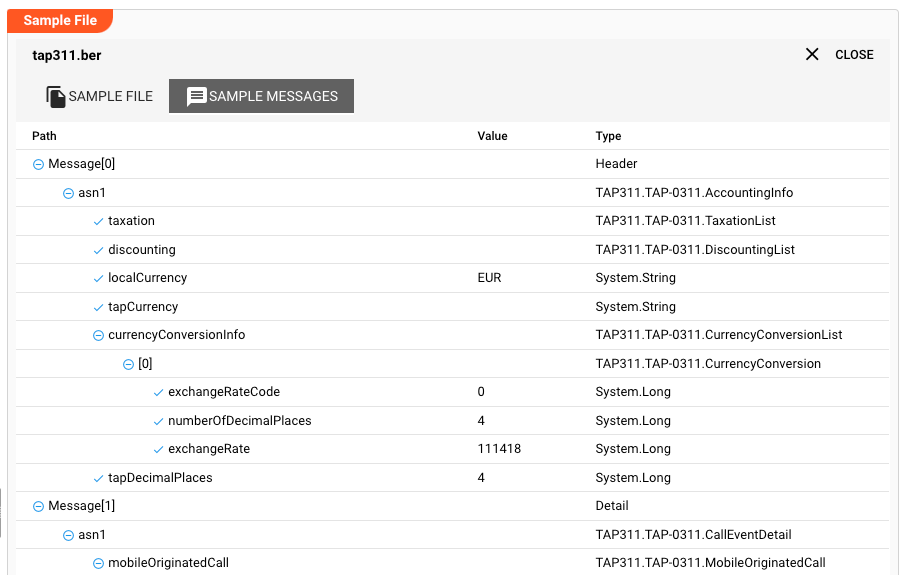 Sample File
tap311.ber CLOSE
SAMPLE FILE SAMPLE MESSAGES
Path Value Type
Message[0] Header
asn1 TAP311.TAP-0311.AccountingInfo
taxation TAP311.TAP-0311.TaxationList
discounting TAP311.TAP-0311.DiscountingList
localCurrency EUR System.String
tapCurrency System.String
currencyConversionInfo TAP311.TAP-0311.CurrencyConversionList
[0] TAP311.TAP-0311.CurrencyConversion
exchangeRateCode 0 System.Long
numberOfDecimalPlaces 4 System.Long
exchangeRate 111418 System.Long
tapDecimalPlaces 4 System.Long
Message[1] Detail
asn1 TAP311.TAP-0311.CallEventDetail
mobileOriginatedCall TAP311.TAP-0311.MobileOriginatedCall